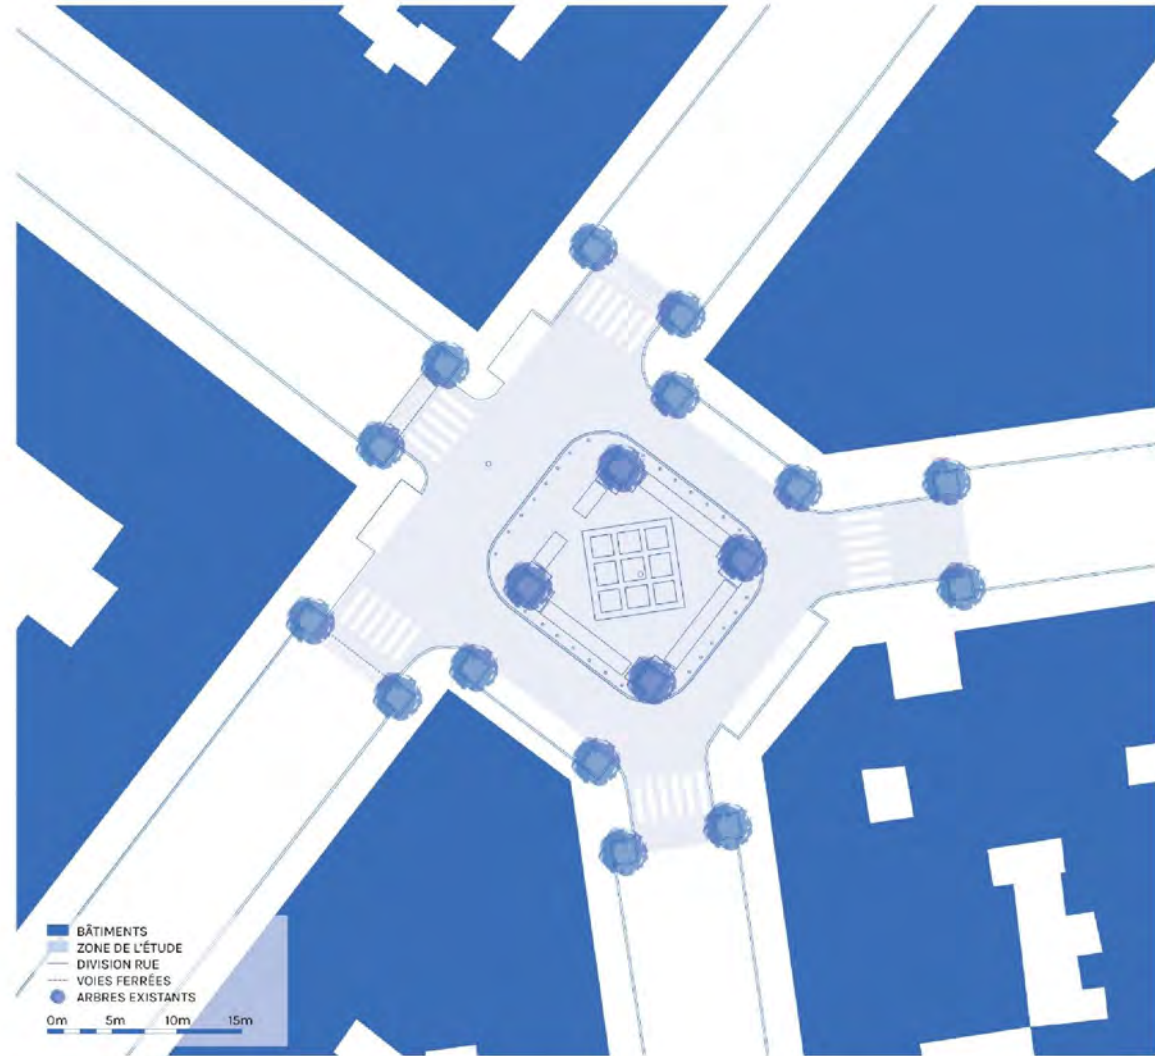 BÂTIMENTS
ZONE DE L'ÉTUDE
DIVISION RUE
VOIES FERRÉES
ARBRES EXISTANTS
0m 5m 10m 15m